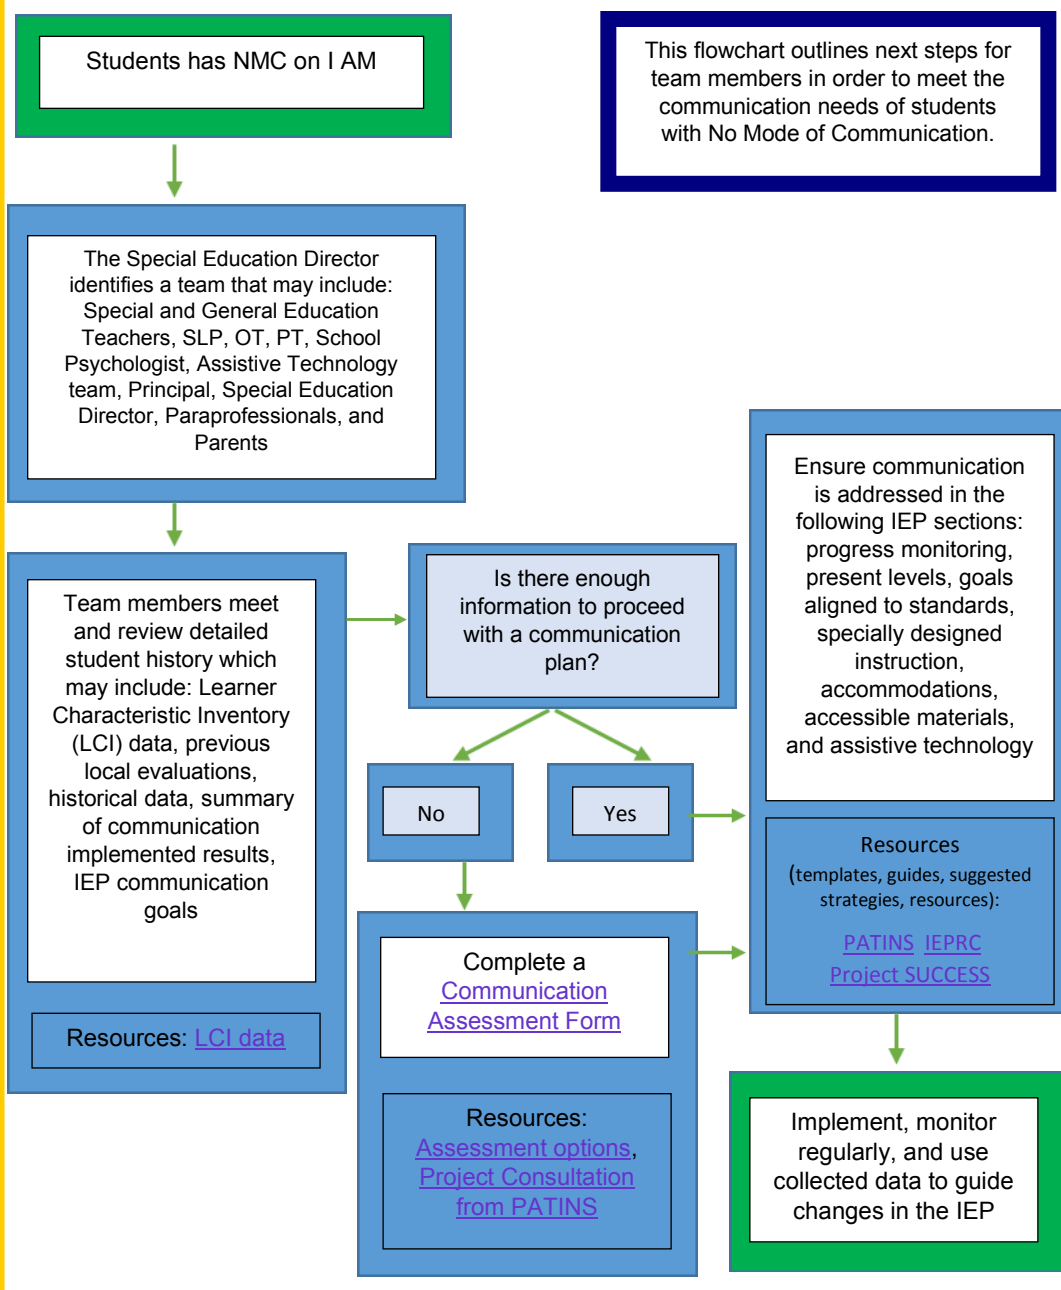 Students has NMC on I AM
This flowchart outlines next steps for
team members in order to meet the
communication needs of students
with No Mode of Communication.
The Special Education Director
identifies a team that may include:
Special and General Education
Teachers, SLP, OT, PT, School
Psychologist, Assistive Technology
team, Principal, Special Education
Director, Paraprofessionals, and
Parents
Team members meet
and review detailed
student history which
may include: Learner
Characteristic Inventory
(LCI) data, previous
local evaluations,
historical data, summary
of communication
implemented results,
IEP communication
goals
Resources: LCI data
Is there enough
information to proceed
with a communication
plan?
No
Yes
Complete a
Communication
Assessment Form
Resources:
Assessment options,
Project Consultation
from PATINS
Ensure communication
is addressed in the
following IEP sections:
progress monitoring,
present levels, goals
aligned to standards,
specially designed
instruction,
accommodations,
accessible materials,
and assistive technology
Resources
(templates, guides, suggested
strategies, resources):
PATINS IEPRC
Project SUCCESS
Implement, monitor
regularly, and use
collected data to guide
changes in the IEP